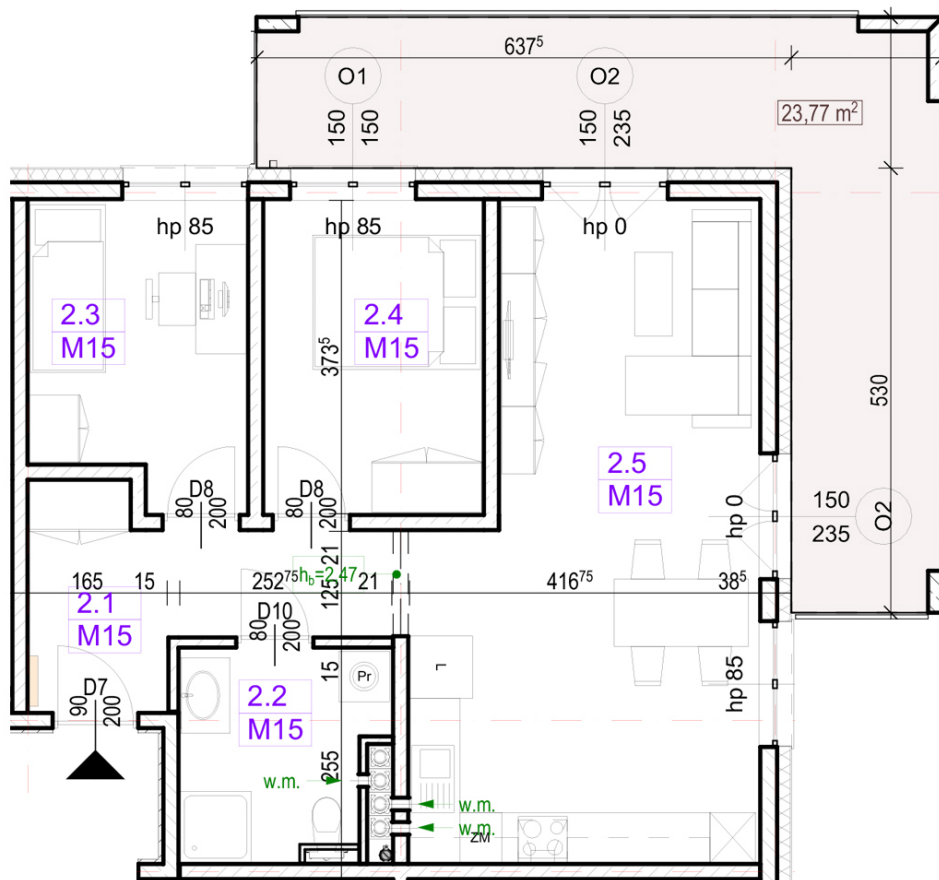 637⁵
O1
O2
150
150
150
235
23,77 m²
hp 85
hp 85
hp 0
2.3
M15
2.4
M15
373⁵
530
2.5
M15
hp 0
150
235
O2
D8
80
200
D8
80
200
21
125
h_b=2,47
165
15
252⁷⁵
21
416⁷⁵
38⁵
2.1
M15
D10
80
200
15
Pr
L
2.2
M15
hp 85
D7
90
200
255
w.m.
w.m.
w.m.
ZM